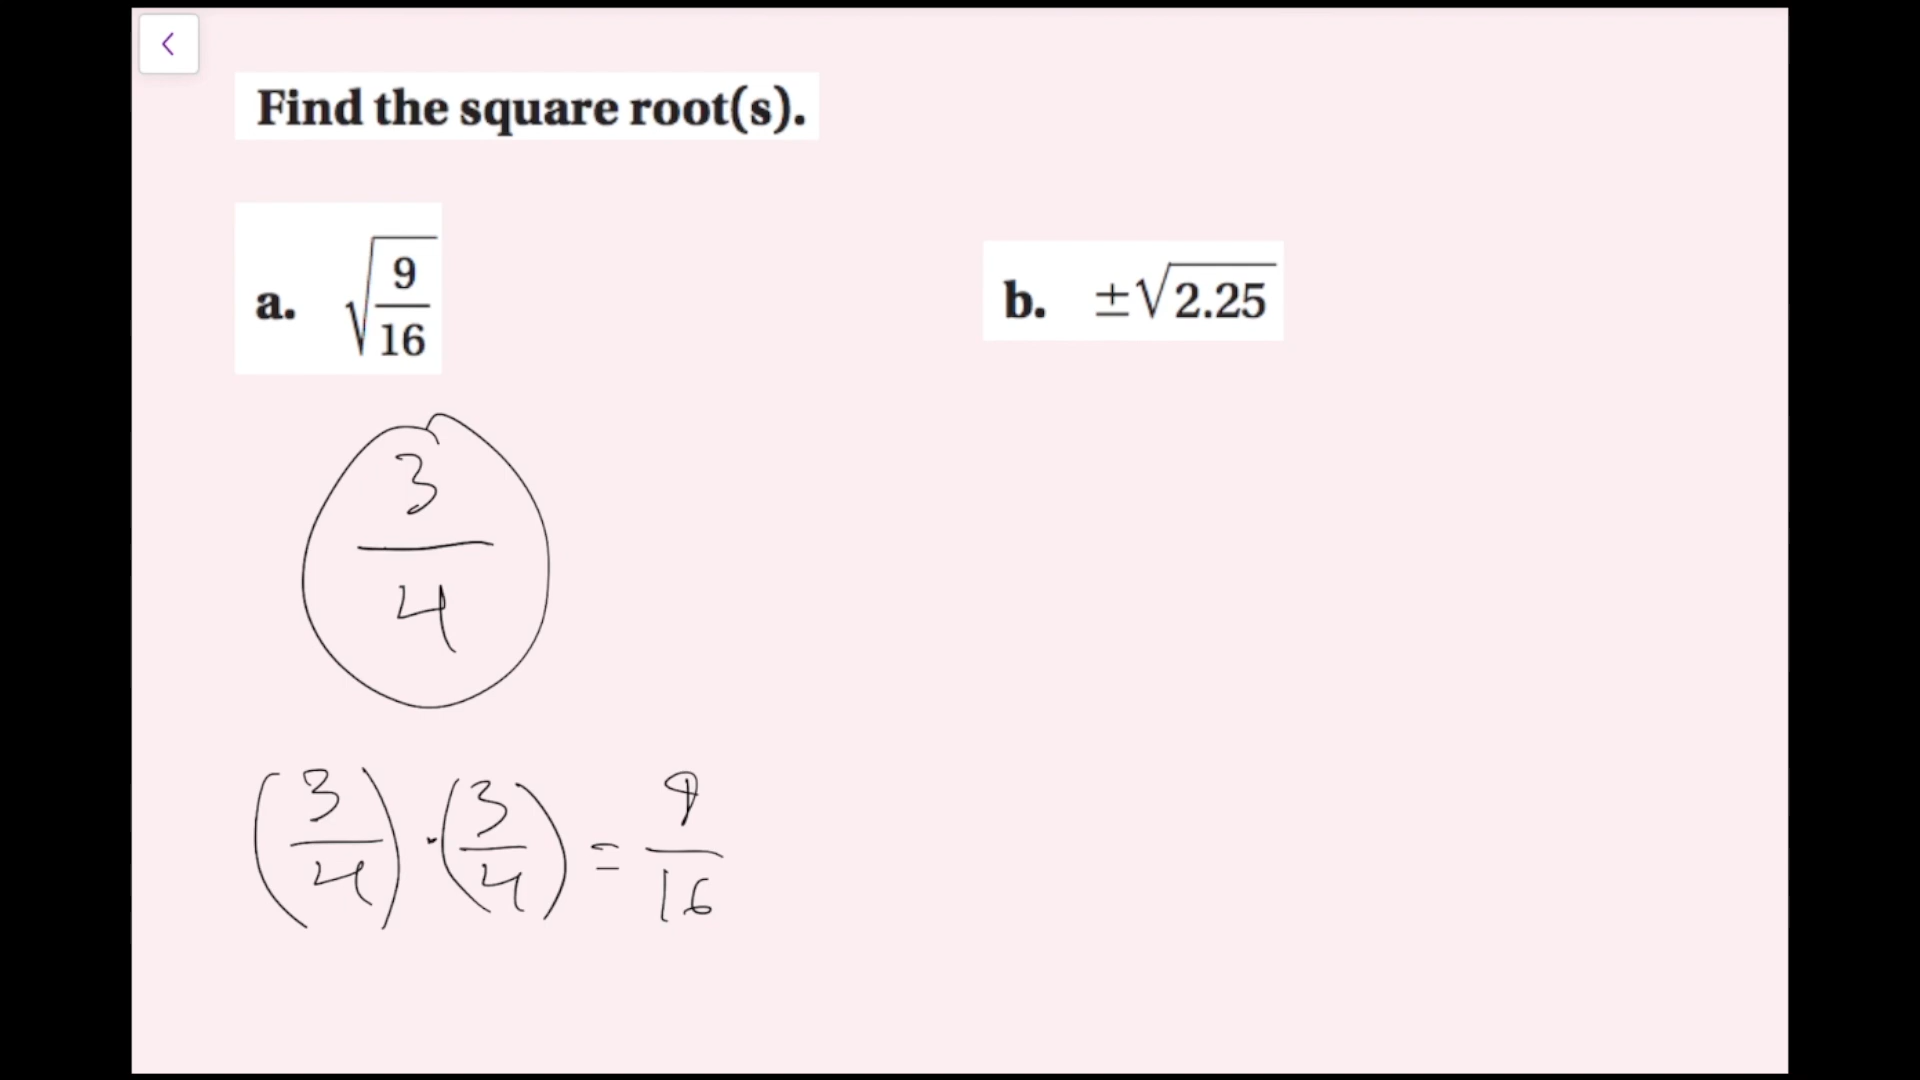 Find the square root(s).
a. √(9/16)
b. ±√2.25
3/4
(3/4) · (3/4) = 9/16